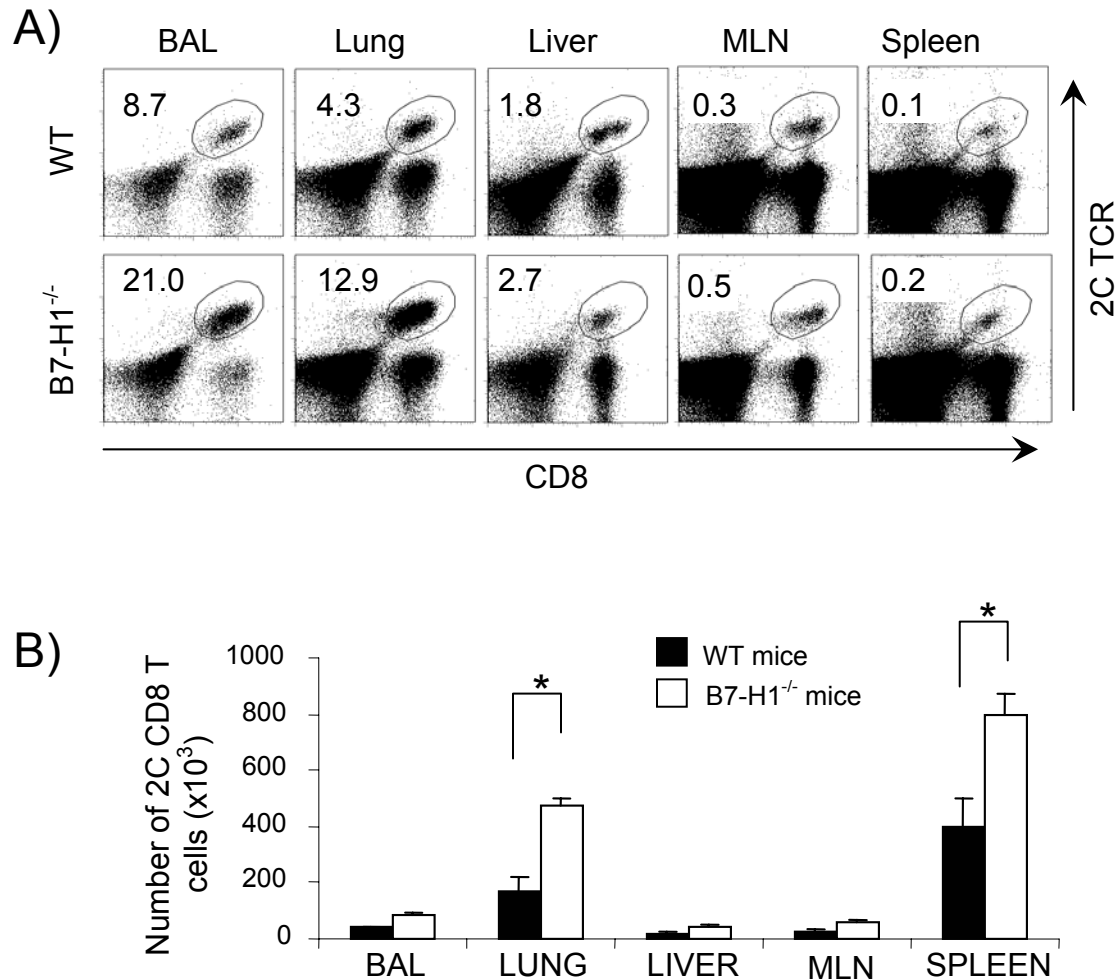 A)
BAL Lung Liver MLN Spleen
WT
8.7 4.3 1.8 0.3 0.1
B7-H1-/-
21.0 12.9 2.7 0.5 0.2
2C TCR
CD8
B)
Number of 2C CD8 T
cells (x10³)
1000
800
600
400
200
0
WT mice
B7-H1-/- mice
*
*
BAL LUNG LIVER MLN SPLEEN